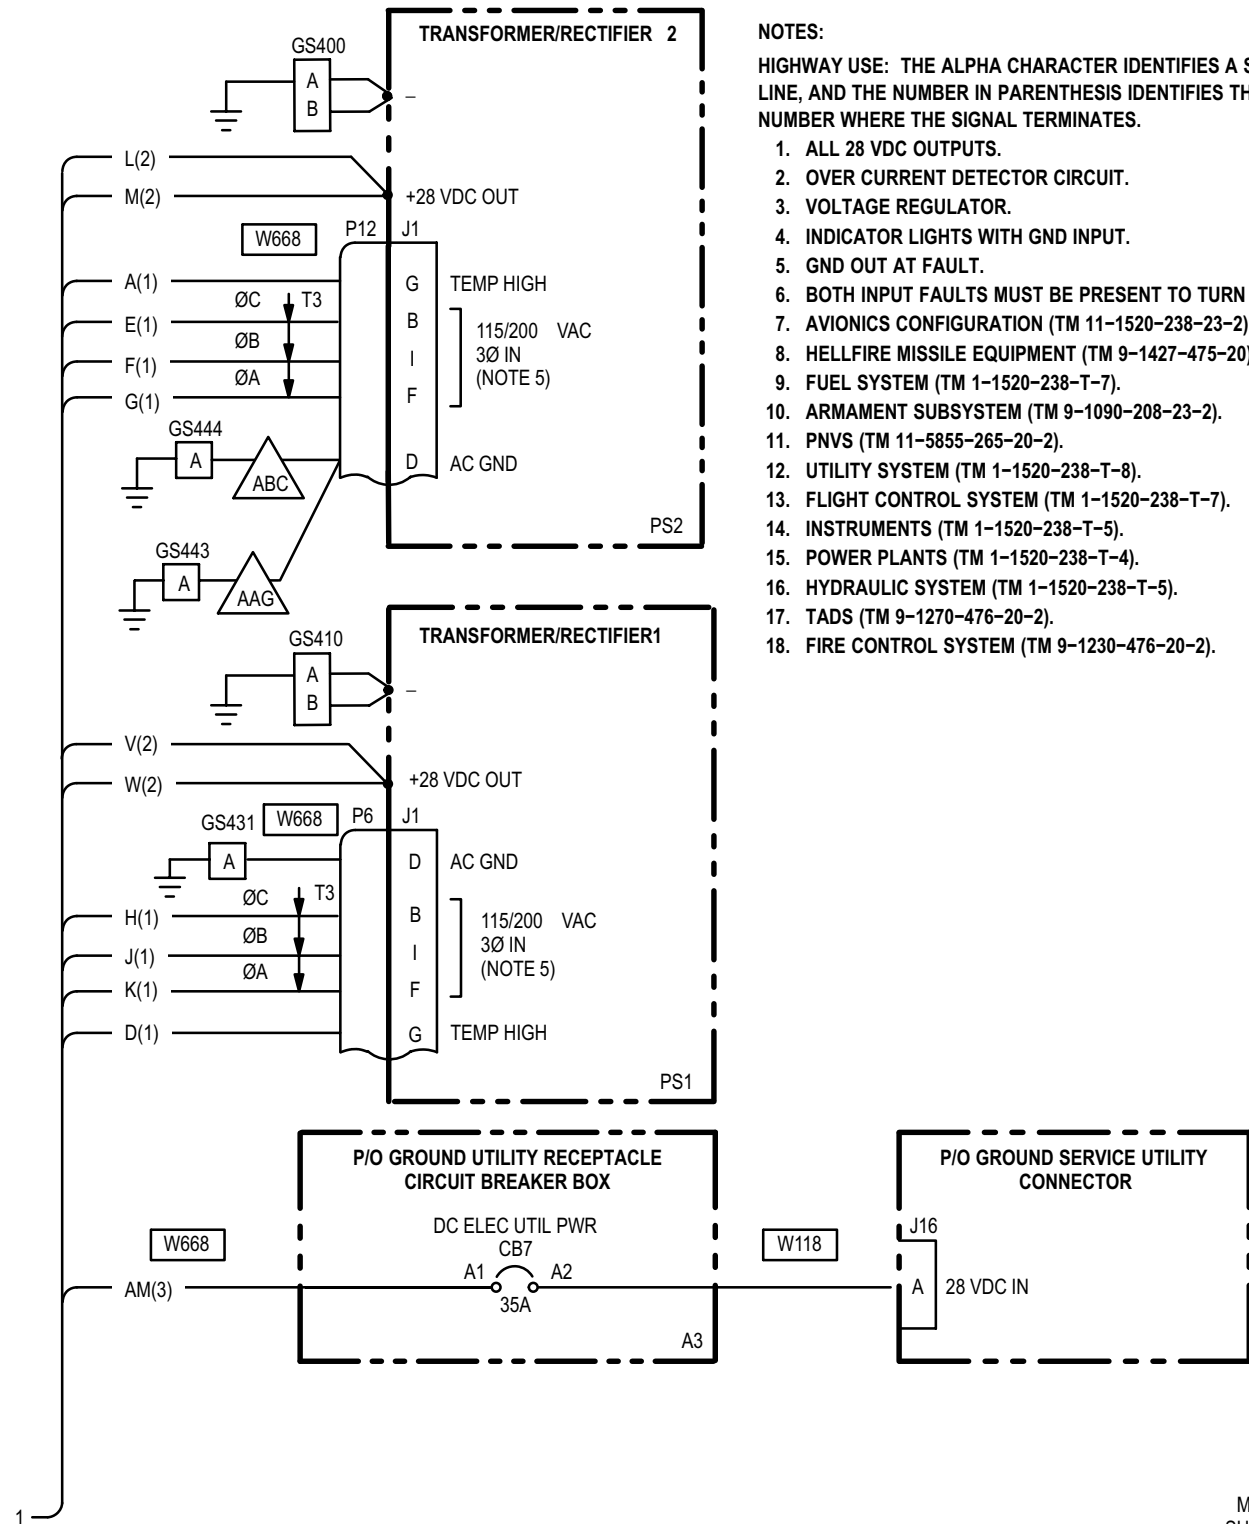 TRANSFORMER/RECTIFIER 2
GS400
A
B
−
L(2)
M(2)
+28 VDC OUT
W668
P12
J1
A(1)
G
TEMP HIGH
ØC
T3
E(1)
B
115/200 VAC
ØB
F(1)
I
3Ø IN
ØA
(NOTE 5)
G(1)
F
GS444
A
ABC
D
AC GND
PS2
GS443
A
AAG
NOTES:
HIGHWAY USE: THE ALPHA CHARACTER IDENTIFIES A S
LINE, AND THE NUMBER IN PARENTHESIS IDENTIFIES TH
NUMBER WHERE THE SIGNAL TERMINATES.
1. ALL 28 VDC OUTPUTS.
2. OVER CURRENT DETECTOR CIRCUIT.
3. VOLTAGE REGULATOR.
4. INDICATOR LIGHTS WITH GND INPUT.
5. GND OUT AT FAULT.
6. BOTH INPUT FAULTS MUST BE PRESENT TO TURN
7. AVIONICS CONFIGURATION (TM 11−1520−238−23−2)
8. HELLFIRE MISSILE EQUIPMENT (TM 9−1427−475−20)
9. FUEL SYSTEM (TM 1−1520−238−T−7).
10. ARMAMENT SUBSYSTEM (TM 9−1090−208−23−2).
11. PNVS (TM 11−5855−265−20−2).
12. UTILITY SYSTEM (TM 1−1520−238−T−8).
13. FLIGHT CONTROL SYSTEM (TM 1−1520−238−T−7).
14. INSTRUMENTS (TM 1−1520−238−T−5).
15. POWER PLANTS (TM 1−1520−238−T−4).
16. HYDRAULIC SYSTEM (TM 1−1520−238−T−5).
17. TADS (TM 9−1270−476−20−2).
18. FIRE CONTROL SYSTEM (TM 9−1230−476−20−2).
TRANSFORMER/RECTIFIER1
GS410
A
B
−
V(2)
W(2)
+28 VDC OUT
GS431
W668
P6
J1
A
D
AC GND
ØC
T3
H(1)
B
115/200 VAC
ØB
J(1)
I
3Ø IN
ØA
(NOTE 5)
K(1)
F
D(1)
G
TEMP HIGH
PS1
P/O GROUND UTILITY RECEPTACLE
CIRCUIT BREAKER BOX
DC ELEC UTIL PWR
CB7
W668
A1
A2
AM(3)
35A
A3
W118
P/O GROUND SERVICE UTILITY
CONNECTOR
J16
A
28 VDC IN
1